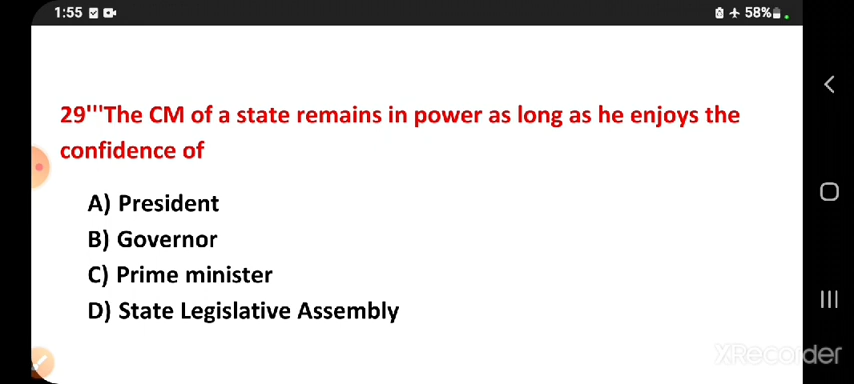 1:55 58%
29'''The CM of a state remains in power as long as he enjoys the
confidence of
A) President
B) Governor
C) Prime minister
D) State Legislative Assembly
XRecorder